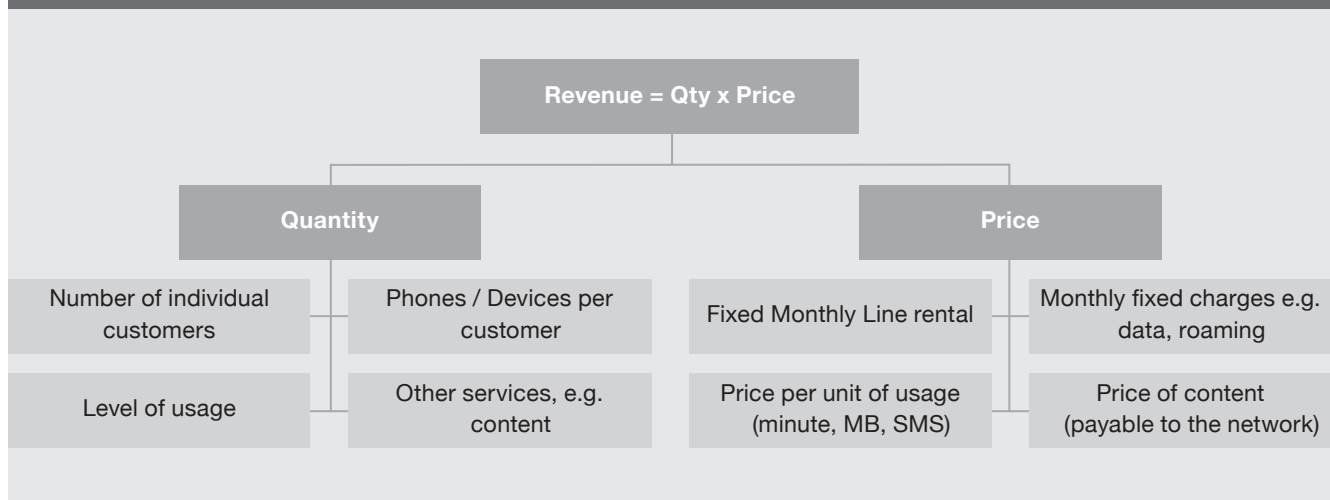 Revenue = Qty x Price
Quantity
Price
Number of individual
customers
Phones / Devices per
customer
Fixed Monthly Line rental
Monthly fixed charges e.g.
data, roaming
Level of usage
Other services, e.g.
content
Price per unit of usage
(minute, MB, SMS)
Price of content
(payable to the network)